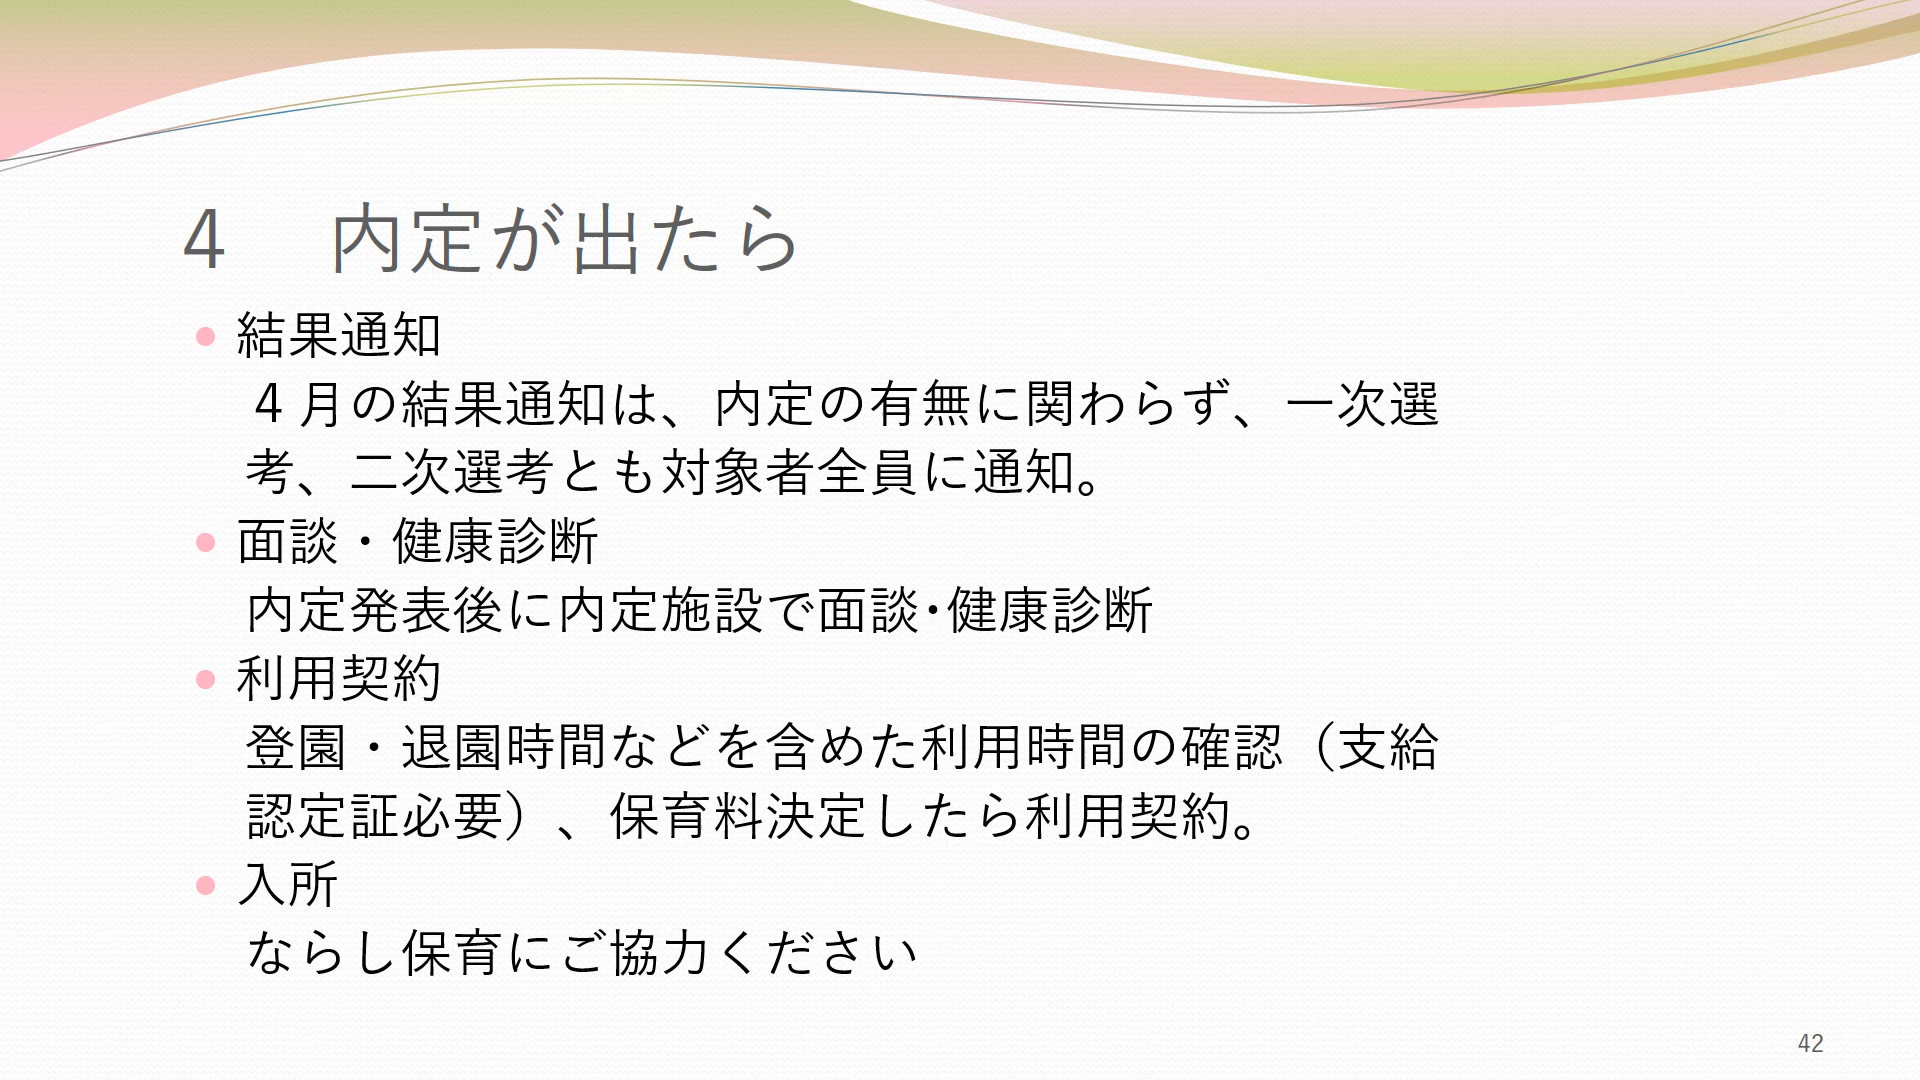 4　内定が出たら
• 結果通知
４月の結果通知は、内定の有無に関わらず、一次選
考、二次選考とも対象者全員に通知。
• 面談・健康診断
内定発表後に内定施設で面談･健康診断
• 利用契約
登園・退園時間などを含めた利用時間の確認（支給
認定証必要）、保育料決定したら利用契約。
• 入所
ならし保育にご協力ください
42